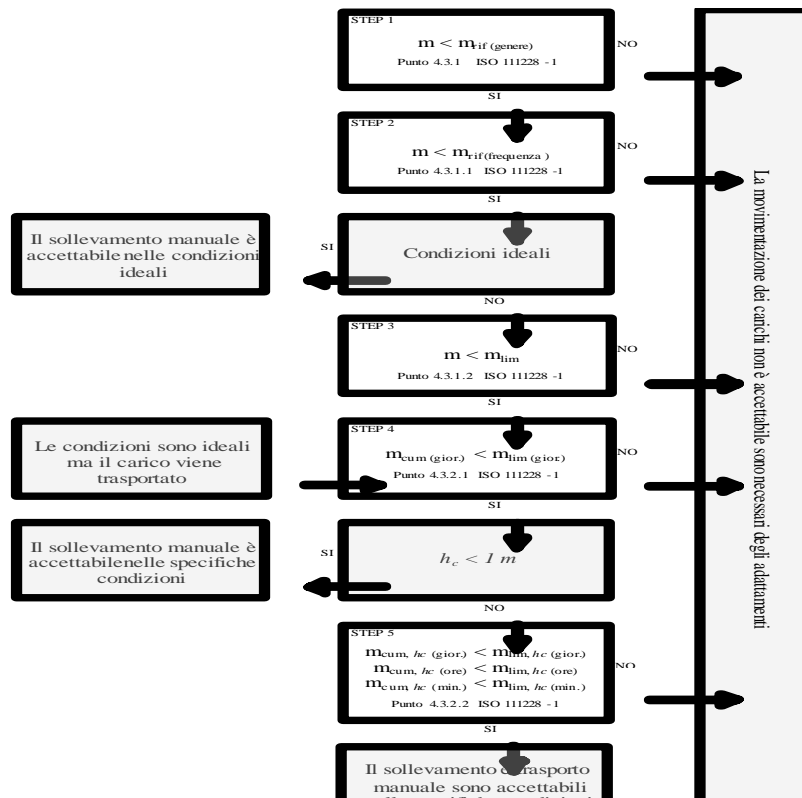 STEP 1
m < mrif (genere)
Punto 4.3.1 ISO 111228 -1
NO
SI
STEP 2
m < mrif(frequenza )
Punto 4.3.1.1 ISO 111228 -1
NO
SI
Il sollevamento manuale è
accettabile nelle condizioni
ideali
SI
Condizioni ideali
NO
STEP 3
m < mlim
Punto 4.3.1.2 ISO 111228 -1
NO
SI
Le condizioni sono ideali
ma il carico viene
trasportato
STEP 4
mcum (gior.) < mlim (gior.)
Punto 4.3.2.1 ISO 111228 -1
NO
SI
Il sollevamento manuale è
accettabilenelle specifiche
condizioni
SI
hc < 1 m
NO
STEP 5
mcum, hc (gior.) < mlim, hc (gior.)
mcum, hc (ore) < mlim, hc (ore)
mcum, hc (min.) < mlim, hc (min.)
Punto 4.3.2.2 ISO 111228 -1
NO
SI
Il sollevamento trasporto
manuale sono accettabili
La movimentazione dei carichi non è accettabile sono necessari degli adattamenti